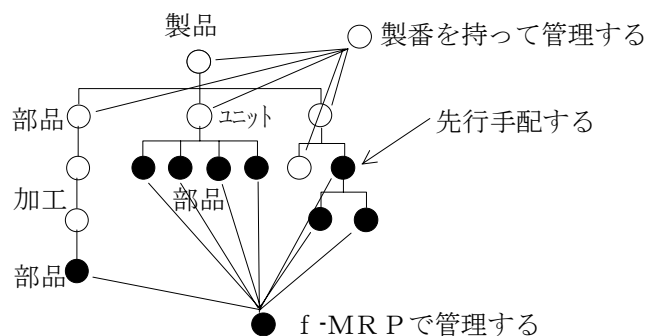 製品
製番を持って管理する
部品
ユニット
先行手配する
加工
部品
部品
f-MRPで管理する